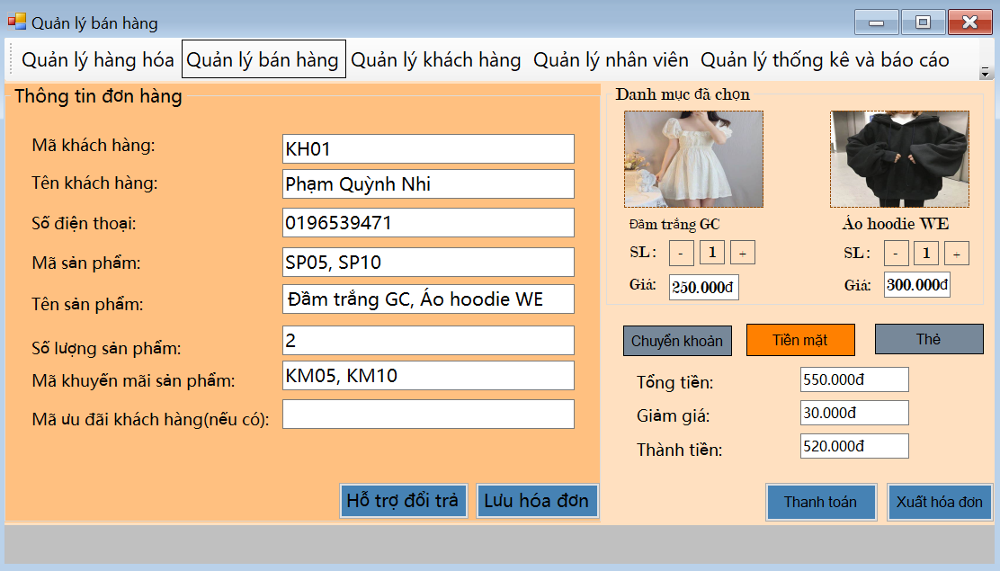 Quản lý bán hàng
Quản lý hàng hóa Quản lý bán hàng Quản lý khách hàng Quản lý nhân viên Quản lý thống kê và báo cáo
Thông tin đơn hàng
Mã khách hàng: KH01
Tên khách hàng: Phạm Quỳnh Nhi
Số điện thoại: 0196539471
Mã sản phẩm: SP05, SP10
Tên sản phẩm: Đầm trắng GC, Áo hoodie WE
Số lượng sản phẩm: 2
Mã khuyến mãi sản phẩm: KM05, KM10
Mã ưu đãi khách hàng(nếu có):
Hỗ trợ đổi trả Lưu hóa đơn
Danh mục đã chọn
Đầm trắng GC Áo hoodie WE
SL: - 1 + SL: - 1 +
Giá: 250.000đ Giá: 300.000đ
Chuyển khoản Tiền mặt Thẻ
Tổng tiền: 550.000đ
Giảm giá: 30.000đ
Thành tiền: 520.000đ
Thanh toán Xuất hóa đơn